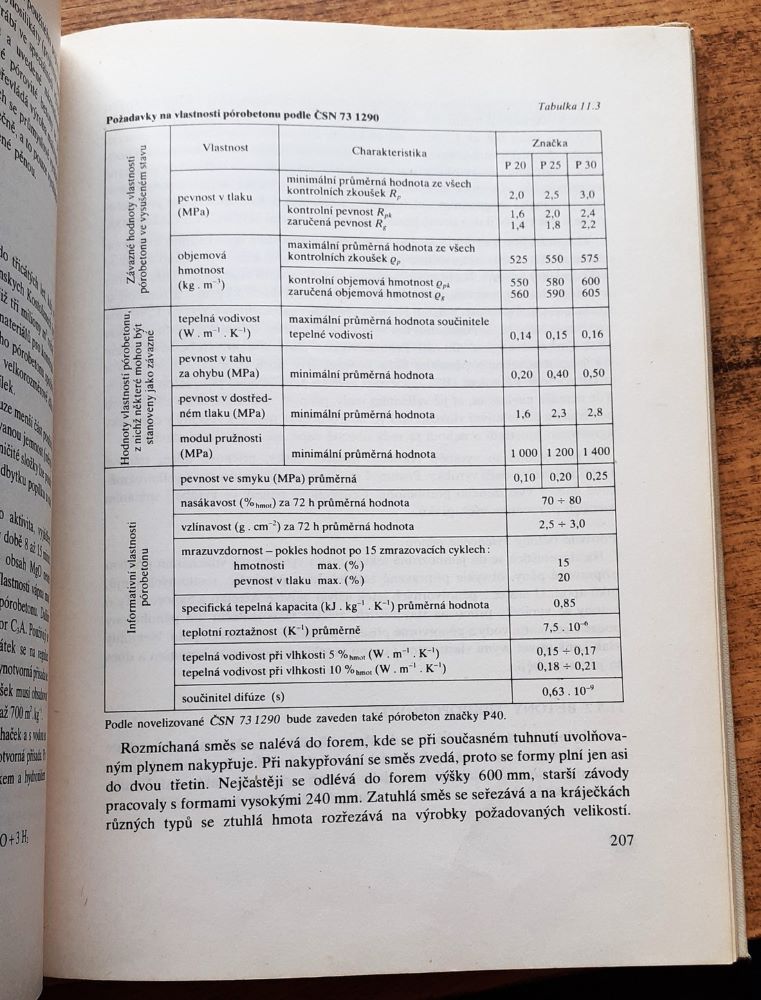 Tabulka 11.3
Požadavky na vlastnosti pórobetonu podle ČSN 73 1290
Vlastnost
Charakteristika
Značka
P 20 P 25 P 30
Závazné hodnoty vlastností
pórobetonu ve vysušeném stavu
pevnost v tlaku
(MPa)
minimální průměrná hodnota ze všech
kontrolních zkoušek Rp 2,0 2,5 3,0
kontrolní pevnost Rpk 1,6 2,0 2,4
zaručená pevnost Rg 1,4 1,8 2,2
objemová
hmotnost
(kg . m⁻¹)
maximální průměrná hodnota ze všech
kontrolních zkoušek ϱp 525 550 575
kontrolní objemová hmotnost ϱpk 550 580 600
zaručená objemová hmotnost ϱg 560 590 605
Hodnoty vlastností pórobetonu,
z nichž některé mohou být
stanoveny jako závazné
tepelná vodivost
(W . m⁻¹ . K⁻¹)
maximální průměrná hodnota součinitele
tepelné vodivosti 0,14 0,15 0,16
pevnost v tahu
za ohybu (MPa) minimální průměrná hodnota 0,20 0,40 0,50
pevnost v dostřed-
ném tlaku (MPa) minimální průměrná hodnota 1,6 2,3 2,8
modul pružnosti
(MPa) minimální průměrná hodnota 1 000 1 200 1 400
Informativní vlastnosti
pórobetonu
pevnost ve smyku (MPa) průměrná 0,10 0,20 0,25
nasákavost (%hmot) za 72 h průměrná hodnota 70 ÷ 80
vzlínavost (g . cm⁻²) za 72 h průměrná hodnota 2,5 ÷ 3,0
mrazuvzdornost – pokles hodnot po 15 zmrazovacích cyklech:
hmotnosti max. (%) 15
pevnost v tlaku max. (%) 20
specifická tepelná kapacita (kJ . kg⁻¹ . K⁻¹) průměrná hodnota 0,85
teplotní roztažnost (K⁻¹) průměrně 7,5 . 10⁻⁶
tepelná vodivost při vlhkosti 5 %hmot (W . m⁻¹ . K⁻¹) 0,15 ÷ 0,17
tepelná vodivost při vlhkosti 10 %hmot (W . m⁻¹ . K⁻¹) 0,18 ÷ 0,21
součinitel difúze (s) 0,63 . 10⁻⁹
Podle novelizované ČSN 73 1290 bude zaveden také pórobeton značky P40.
Rozmíchaná směs se nalévá do forem, kde se při současném tuhnutí uvolňova-
ným plynem nakypřuje. Při nakypřování se směs zvedá, proto se formy plní jen asi
do dvou třetin. Nejčastěji se odlévá do forem výšky 600 mm, starší závody
pracovaly s formami vysokými 240 mm. Zatuhlá směs se seřezává a na kráječkách
různých typů se ztuhlá hmota rozřezává na výrobky požadovaných velikostí.
207